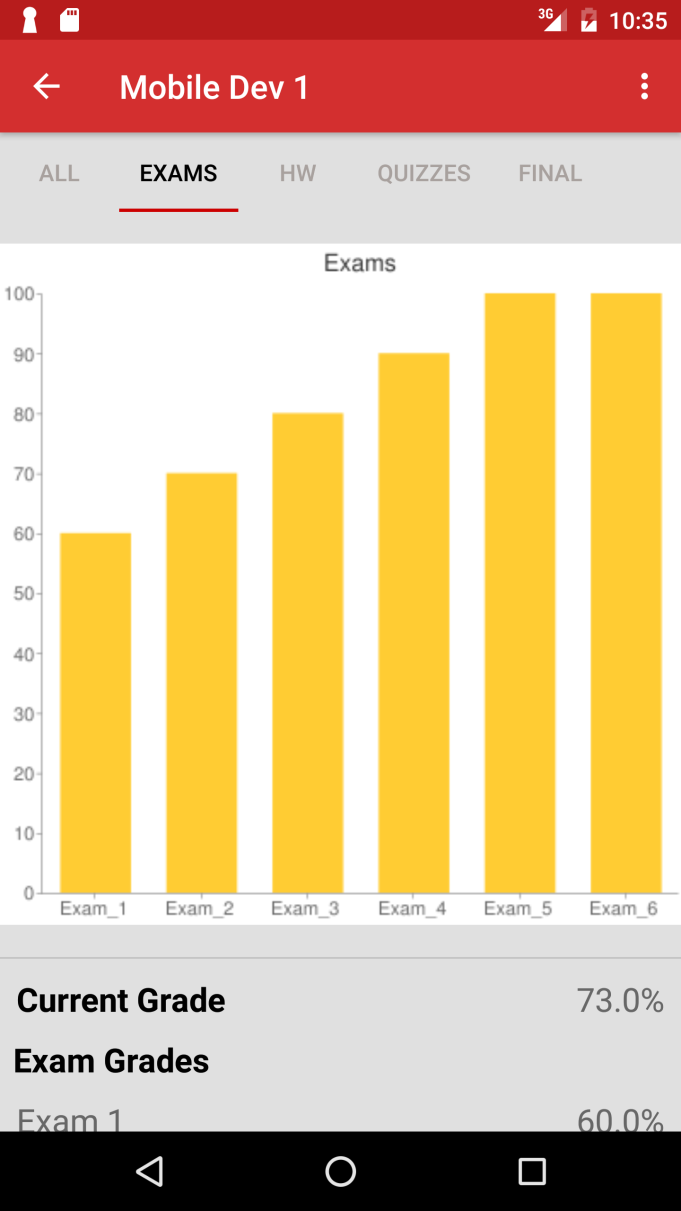 3G 10:35
Mobile Dev 1
ALL EXAMS HW QUIZZES FINAL
Exams
100
90
80
70
60
50
40
30
20
10
0
Exam_1 Exam_2 Exam_3 Exam_4 Exam_5 Exam_6
Current Grade 73.0%
Exam Grades
Exam 1 60.0%